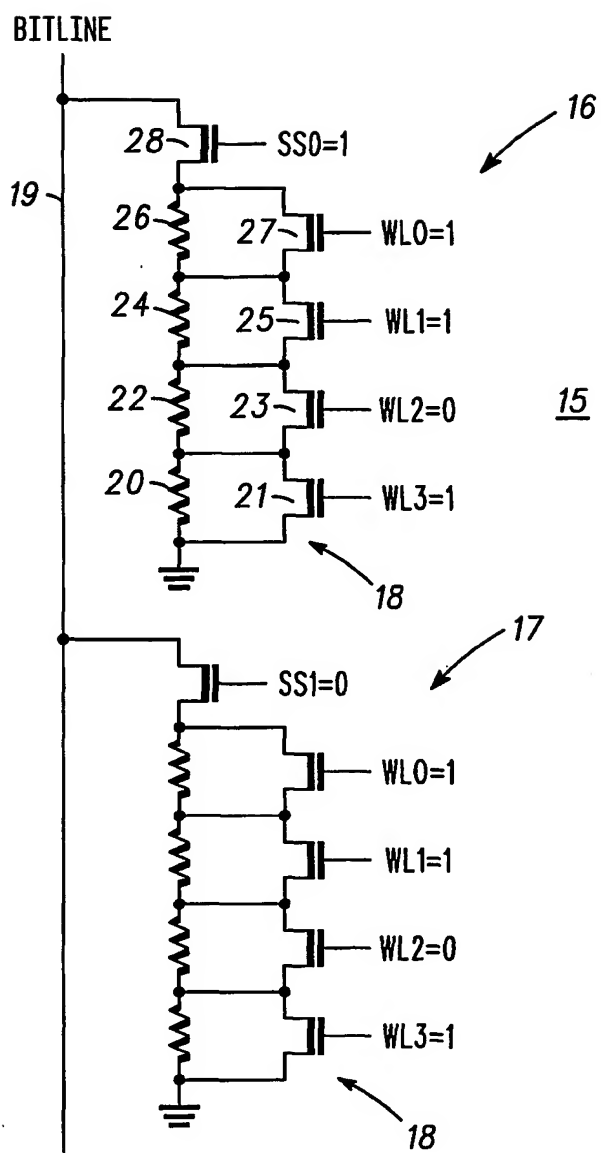 BITLINE
16
28 SS0=1
19
26 27 WL0=1
24 25 WL1=1
22 23 WL2=0
15
20 21 WL3=1
18
17
SS1=0
WL0=1
WL1=1
WL2=0
WL3=1
18